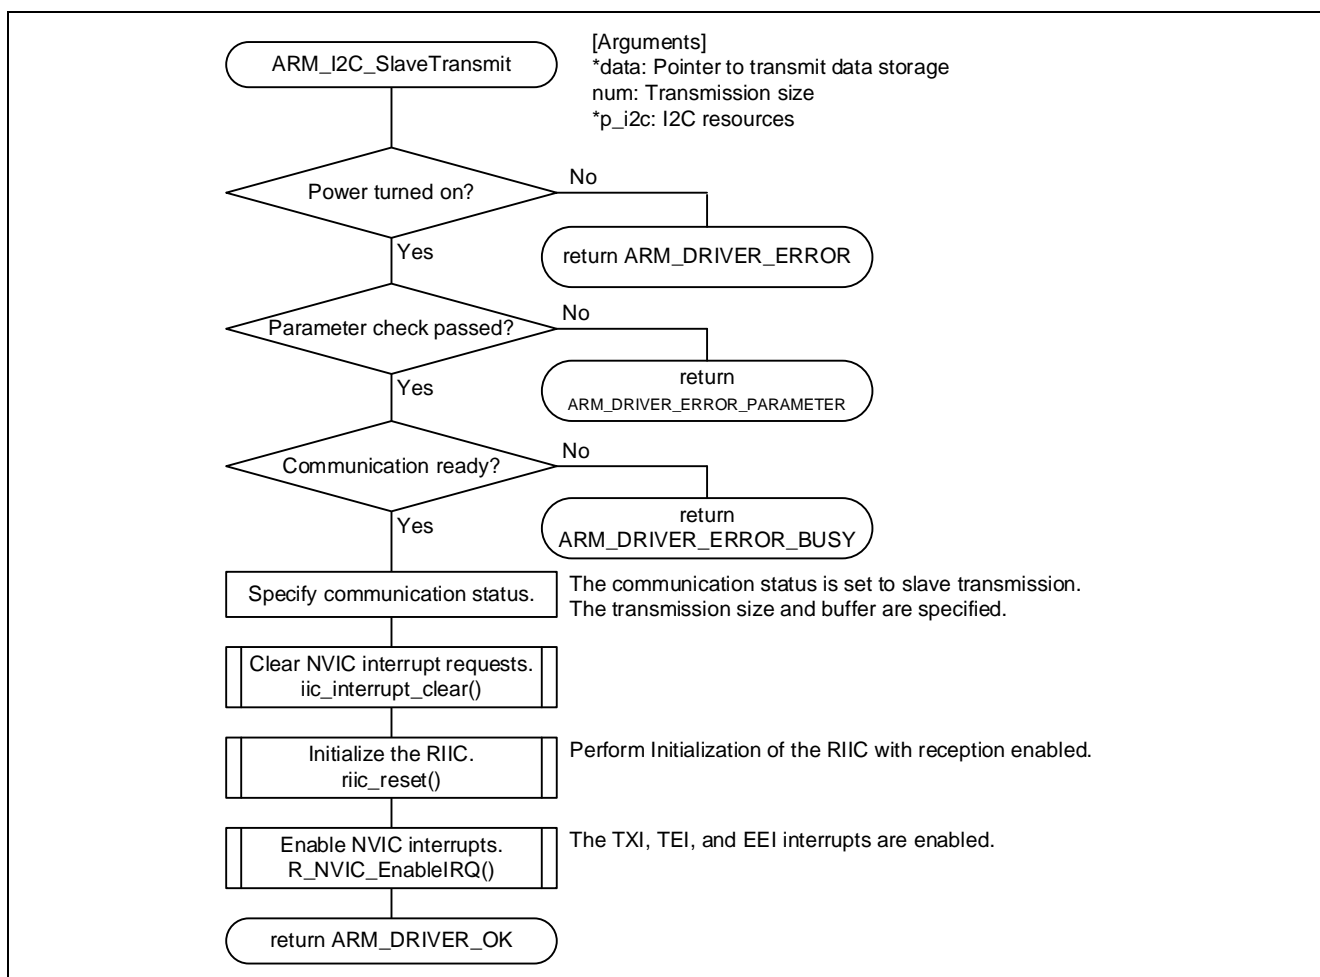 ARM_I2C_SlaveTransmit
[Arguments]
*data: Pointer to transmit data storage
num: Transmission size
*p_i2c: I2C resources
Power turned on?
No
Yes
return ARM_DRIVER_ERROR
Parameter check passed?
No
Yes
return
ARM_DRIVER_ERROR_PARAMETER
Communication ready?
No
Yes
return
ARM_DRIVER_ERROR_BUSY
Specify communication status.
The communication status is set to slave transmission.
The transmission size and buffer are specified.
Clear NVIC interrupt requests.
iic_interrupt_clear()
Initialize the RIIC.
riic_reset()
Perform Initialization of the RIIC with reception enabled.
Enable NVIC interrupts.
R_NVIC_EnableIRQ()
The TXI, TEI, and EEI interrupts are enabled.
return ARM_DRIVER_OK